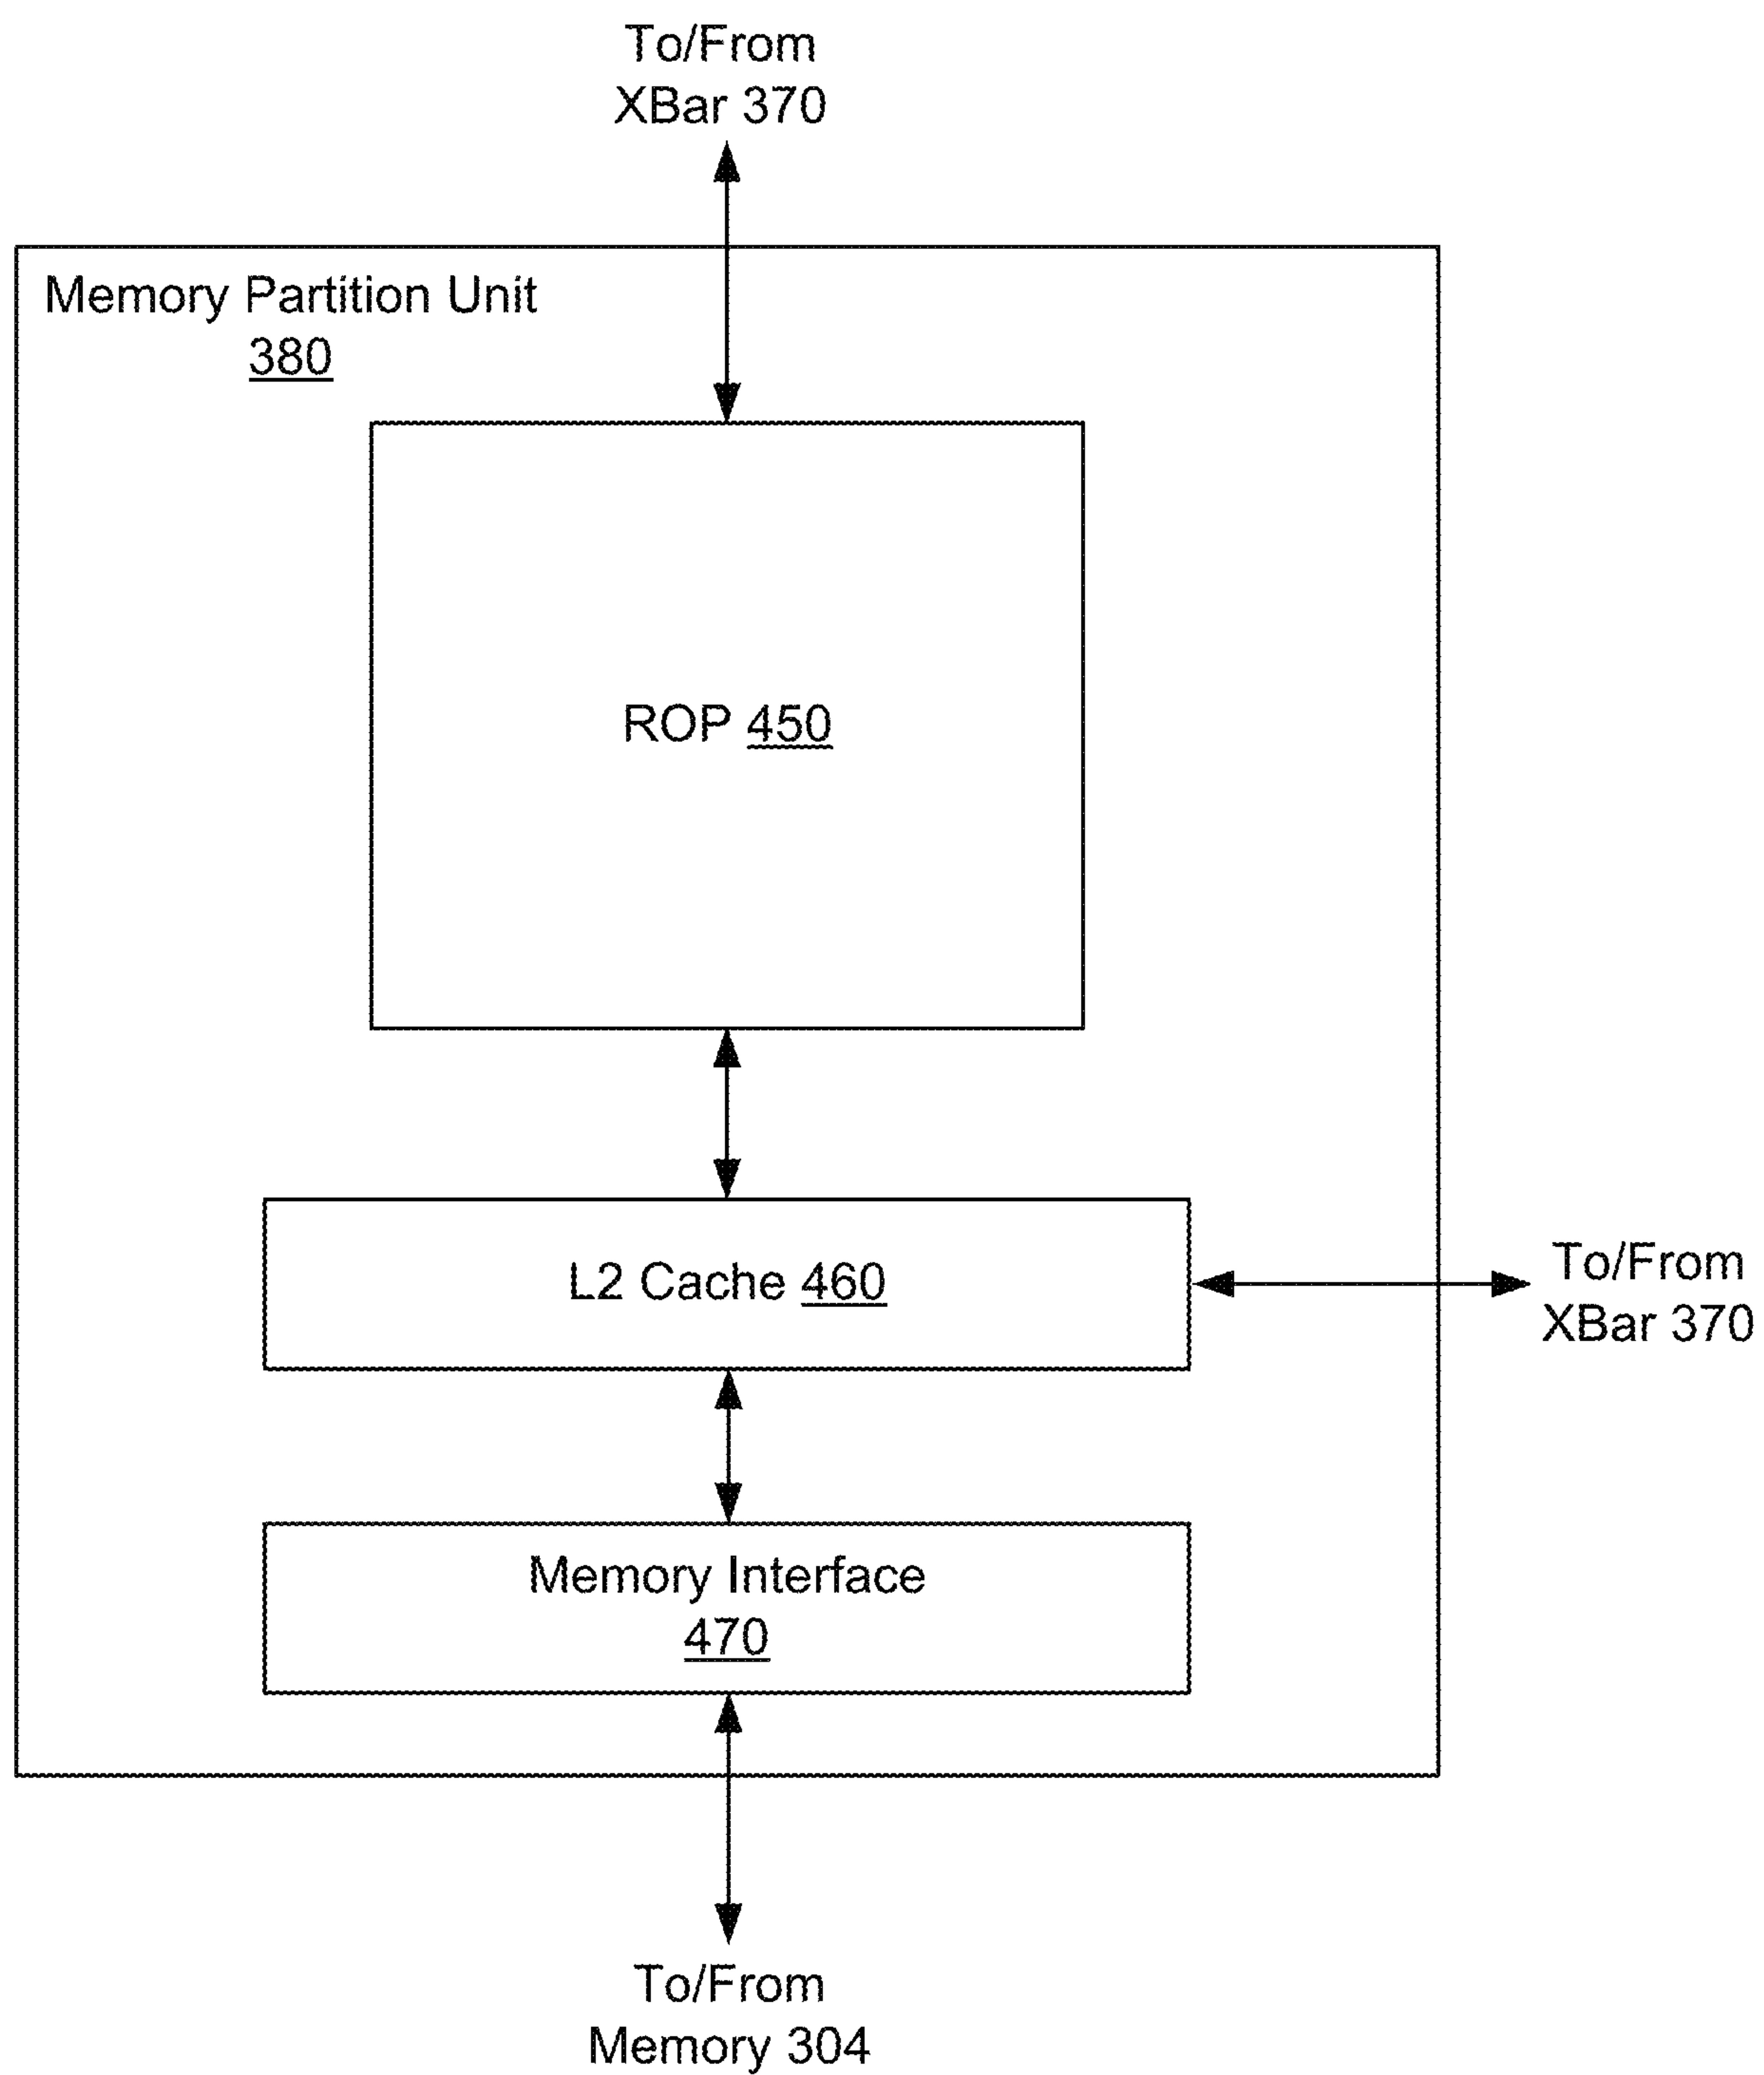 To/From
XBar 370
Memory Partition Unit
380
ROP 450
L2 Cache 460
To/From
XBar 370
Memory Interface
470
To/From
Memory 304